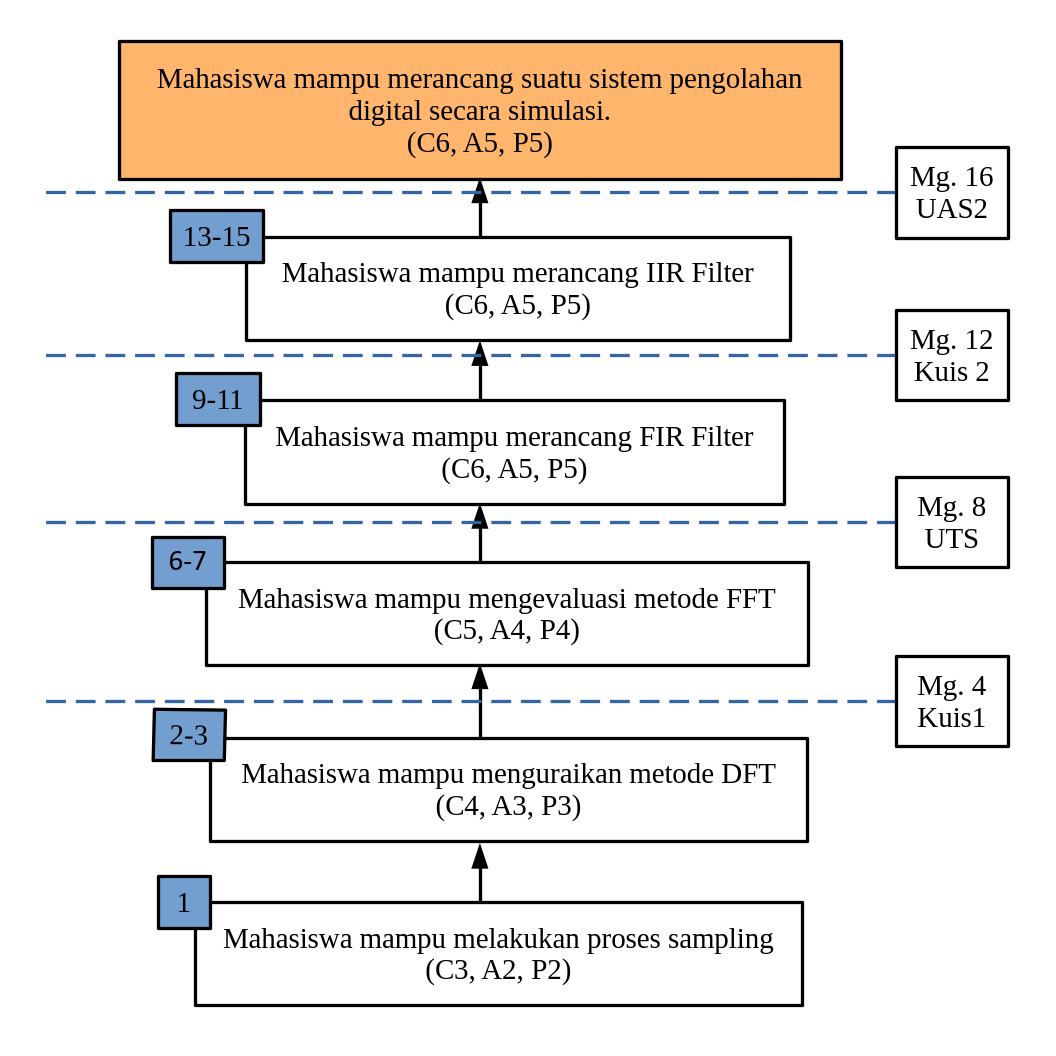 Mahasiswa mampu merancang suatu sistem pengolahan
digital secara simulasi.
(C6, A5, P5)
Mg. 16
UAS2
13-15
Mahasiswa mampu merancang IIR Filter
(C6, A5, P5)
Mg. 12
Kuis 2
9-11
Mahasiswa mampu merancang FIR Filter
(C6, A5, P5)
Mg. 8
UTS
6-7
Mahasiswa mampu mengevaluasi metode FFT
(C5, A4, P4)
Mg. 4
Kuis1
2-3
Mahasiswa mampu menguraikan metode DFT
(C4, A3, P3)
1
Mahasiswa mampu melakukan proses sampling
(C3, A2, P2)